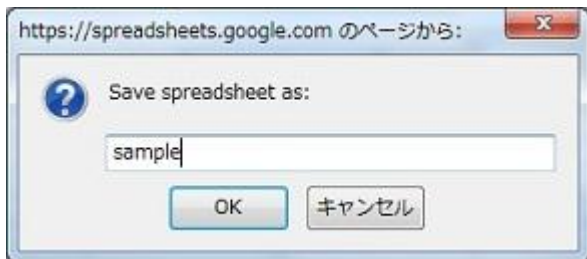 https://spreadsheets.google.com のページから:
Save spreadsheet as:
sample
OK キャンセル